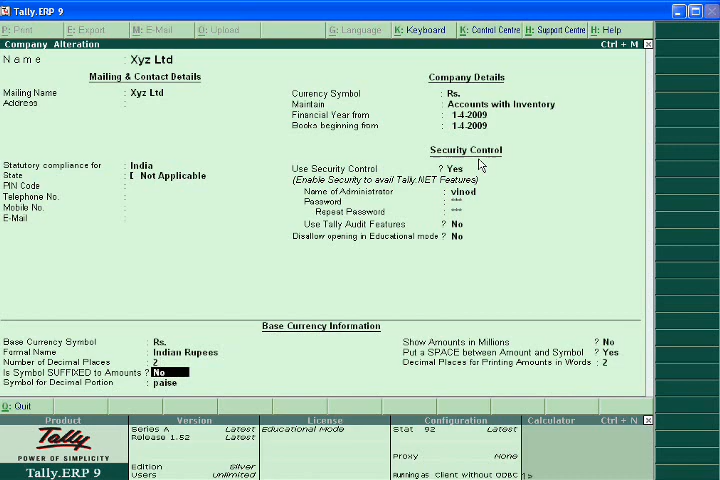 Tally.ERP 9
P: Print E: Export M: E-Mail O: Upload G: Language K: Keyboard K: Control Centre H: Support Centre H: Help
Company Alteration Ctrl + M
Name : Xyz Ltd
Mailing & Contact Details
Mailing Name : Xyz Ltd
Address :
Statutory compliance for : India
State : [ Not Applicable
PIN Code :
Telephone No. :
Mobile No. :
E-Mail :
Company Details
Currency Symbol : Rs.
Maintain : Accounts with Inventory
Financial Year from : 1-4-2009
Books beginning from : 1-4-2009
Security Control
Use Security Control ? Yes
(Enable Security to avail Tally.NET Features)
Name of Administrator : vinod
Password : ***
Repeat Password : ***
Use Tally Audit Features ? No
Disallow opening in Educational mode ? No
Base Currency Information
Base Currency Symbol : Rs.
Formal Name : Indian Rupees
Number of Decimal Places : 2
Is Symbol SUFFIXED to Amounts ? No
Symbol for Decimal Portion : paise
Show Amounts in Millions ? No
Put a SPACE between Amount and Symbol ? Yes
Decimal Places for Printing Amounts in Words : 2
Q: Quit
Product Version License Configuration Calculator Ctrl + N
Tally
POWER OF SIMPLICITY
Tally.ERP 9
Series A Latest
Release 1.52 Latest
Edition Silver
Users Unlimited
Educational Mode
Stat 92 Latest
Proxy None
Running as Client without ODBC